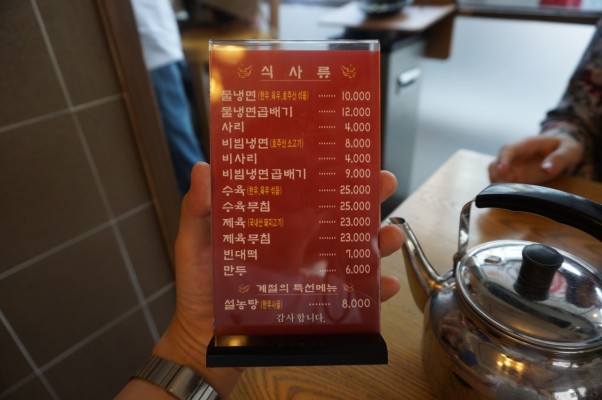 식 사 류
물냉면(한우, 육우, 호주산 섞음) ······· 10,000
물냉면곱배기 ······· 12,000
사리 ······· 4,000
비빔냉면(호주산 소고기) ······· 8,000
비사리 ······· 4,000
비빔냉면곱배기 ······· 9,000
수육(한우, 육우 섞음) ······· 25,000
수육무침 ······· 25,000
제육(국내산 돼지고기) ······· 23,000
제육무침 ······· 23,000
빈대떡 ······· 7,000
만두 ······· 6,000
계절의 특선메뉴
설농탕(한우사골) ········ 8,000
감사합니다.